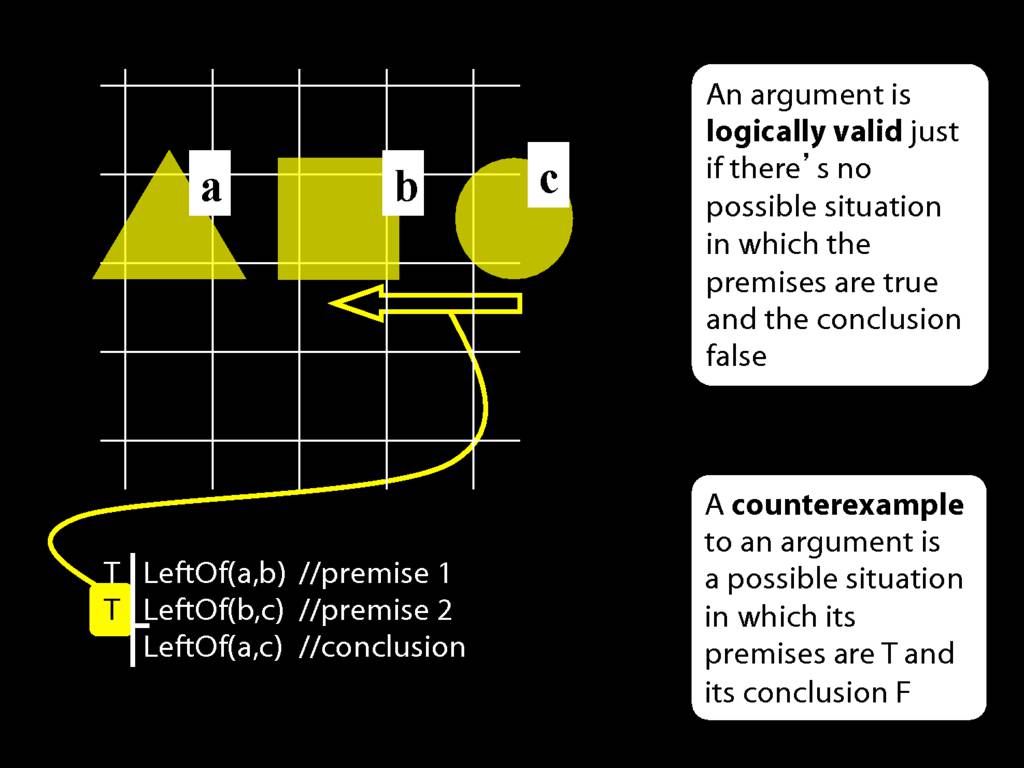 a
b
c
An argument is
logically valid just
if there’s no
possible situation
in which the
premises are true
and the conclusion
false
T LeftOf(a,b) //premise 1
T LeftOf(b,c) //premise 2
LeftOf(a,c) //conclusion
A counterexample
to an argument is
a possible situation
in which its
premises are T and
its conclusion F